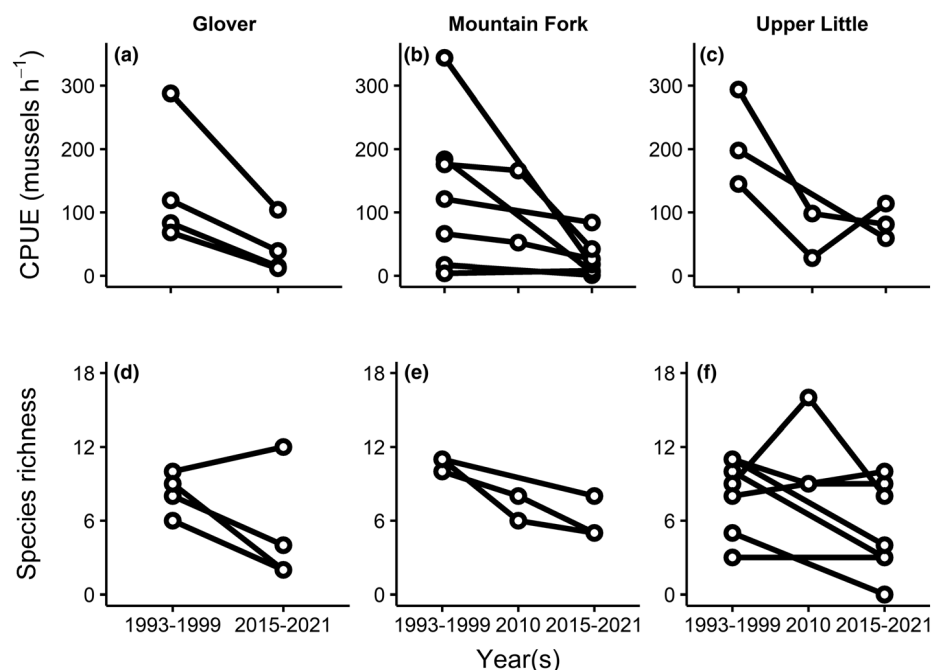 Glover Mountain Fork Upper Little
(a) (b) (c)
CPUE (mussels h⁻¹)
300 300 300
200 200 200
100 100 100
0 0 0
(d) (e) (f)
Species richness
18 18 18
12 12 12
6 6 6
0 0 0
1993-1999 2015-2021 1993-1999 2010 2015-2021 1993-1999 2010 2015-2021
Year(s)